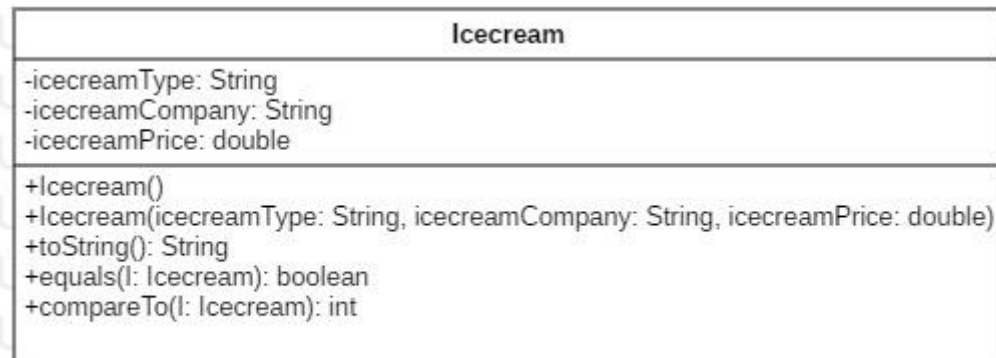 Icecream
-icecreamType: String
-icecreamCompany: String
-icecreamPrice: double
+Icecream()
+Icecream(icecreamType: String, icecreamCompany: String, icecreamPrice: double)
+toString(): String
+equals(I: Icecream): boolean
+compareTo(I: Icecream): int